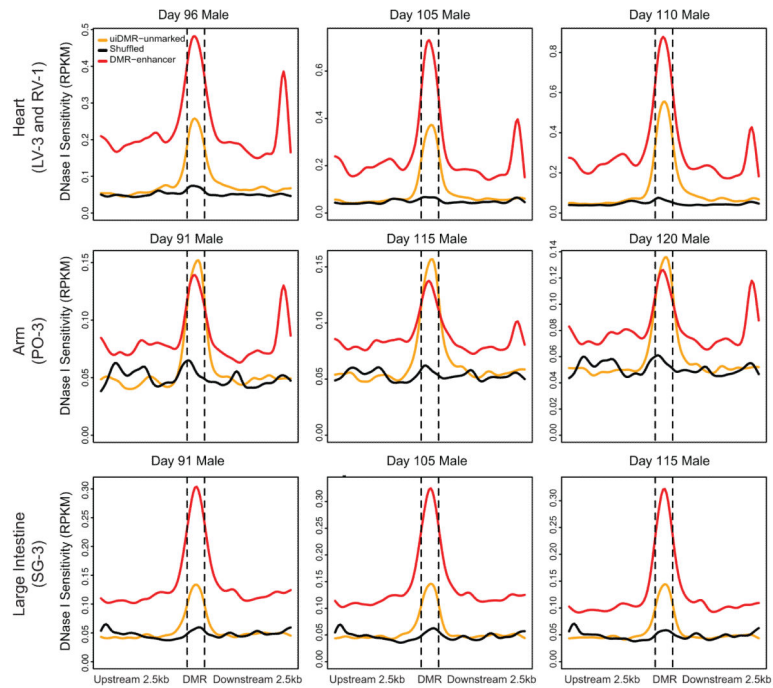 Day 96 Male
Day 105 Male
Day 110 Male
Heart
(LV-3 and RV-1)
DNase I Sensitivity (RPKM)
0.5
0.4
0.3
0.2
0.1
0.0
uiDMR-unmarked
Shuffled
DMR-enhancer
0.6
0.4
0.2
0.0
0.8
0.6
0.4
0.2
0.0
Day 91 Male
Day 115 Male
Day 120 Male
Arm
(PO-3)
DNase I Sensitivity (RPKM)
0.15
0.10
0.05
0.00
0.15
0.10
0.05
0.00
0.14
0.12
0.10
0.08
0.06
0.04
0.02
0.00
Day 91 Male
Day 105 Male
Day 115 Male
Large Intestine
(SG-3)
DNase I Sensitivity (RPKM)
0.30
0.25
0.20
0.15
0.10
0.05
0.00
0.30
0.25
0.20
0.15
0.10
0.05
0.00
0.30
0.25
0.20
0.15
0.10
0.05
0.00
Upstream 2.5kb DMR Downstream 2.5kb
Upstream 2.5kb DMR Downstream 2.5kb
Upstream 2.5kb DMR Downstream 2.5kb